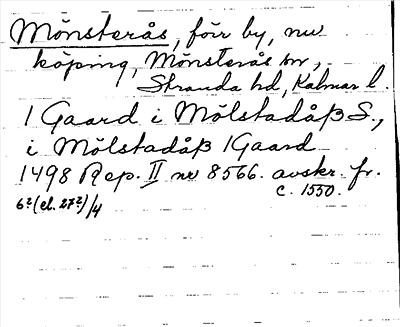 Mönsterås, förr by, nu
köping, Mönsterås sn,
Stranda hd, Kalmar l.
1 Gaard i Mölstadåß S.,
i Mölstadåß 1 Gaard
1498 Rep. II nr 8566. avskr. fr.
c. 1550.
6² (el. 27²)/4